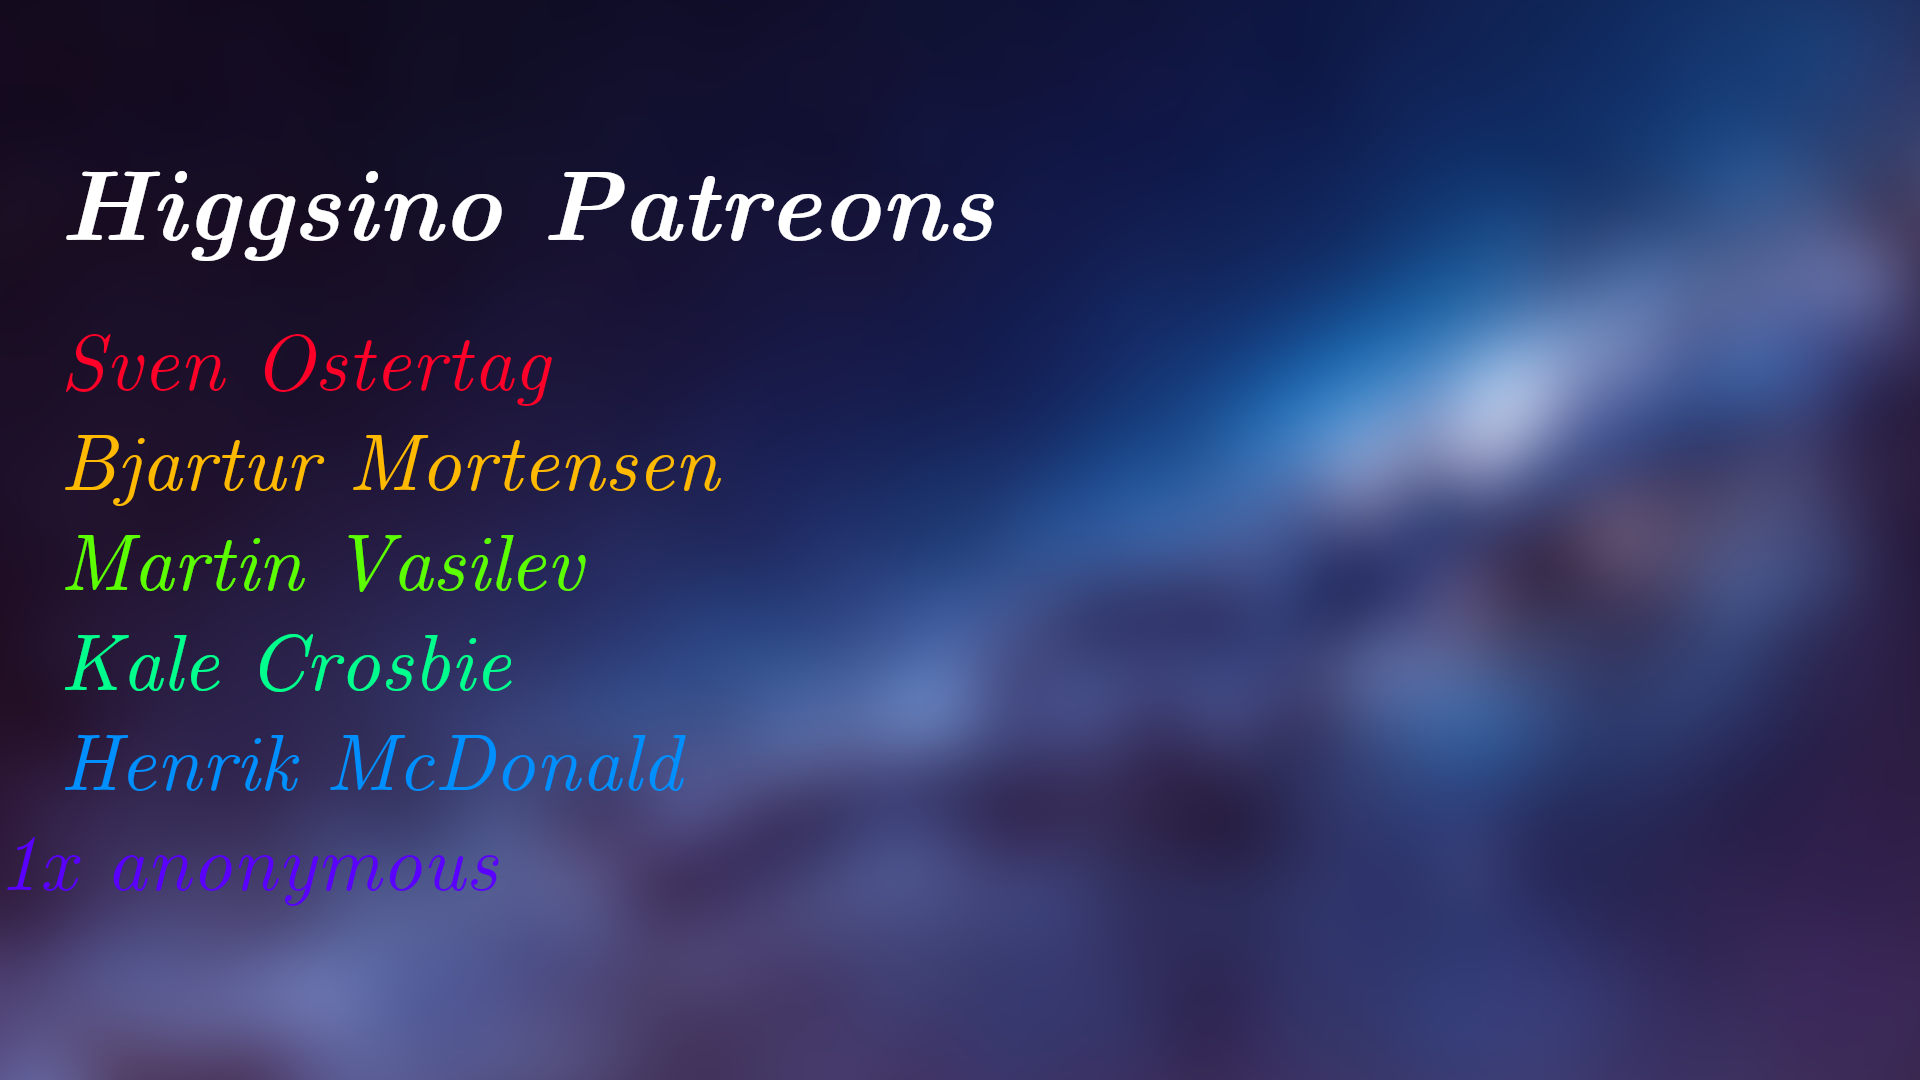 Higgsino Patreons
Sven Ostertag
Bjartur Mortensen
Martin Vasilev
Kale Crosbie
Henrik McDonald
1x anonymous